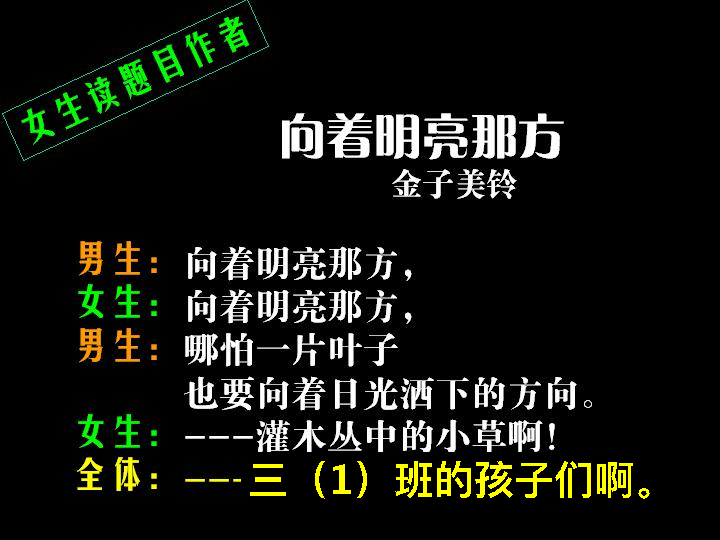 女生读题目作者
向着明亮那方
金子美铃
男生：向着明亮那方，
女生：向着明亮那方，
男生：哪怕一片叶子
也要向着日光洒下的方向。
女生：---灌木丛中的小草啊！
全体：---三（1）班的孩子们啊。